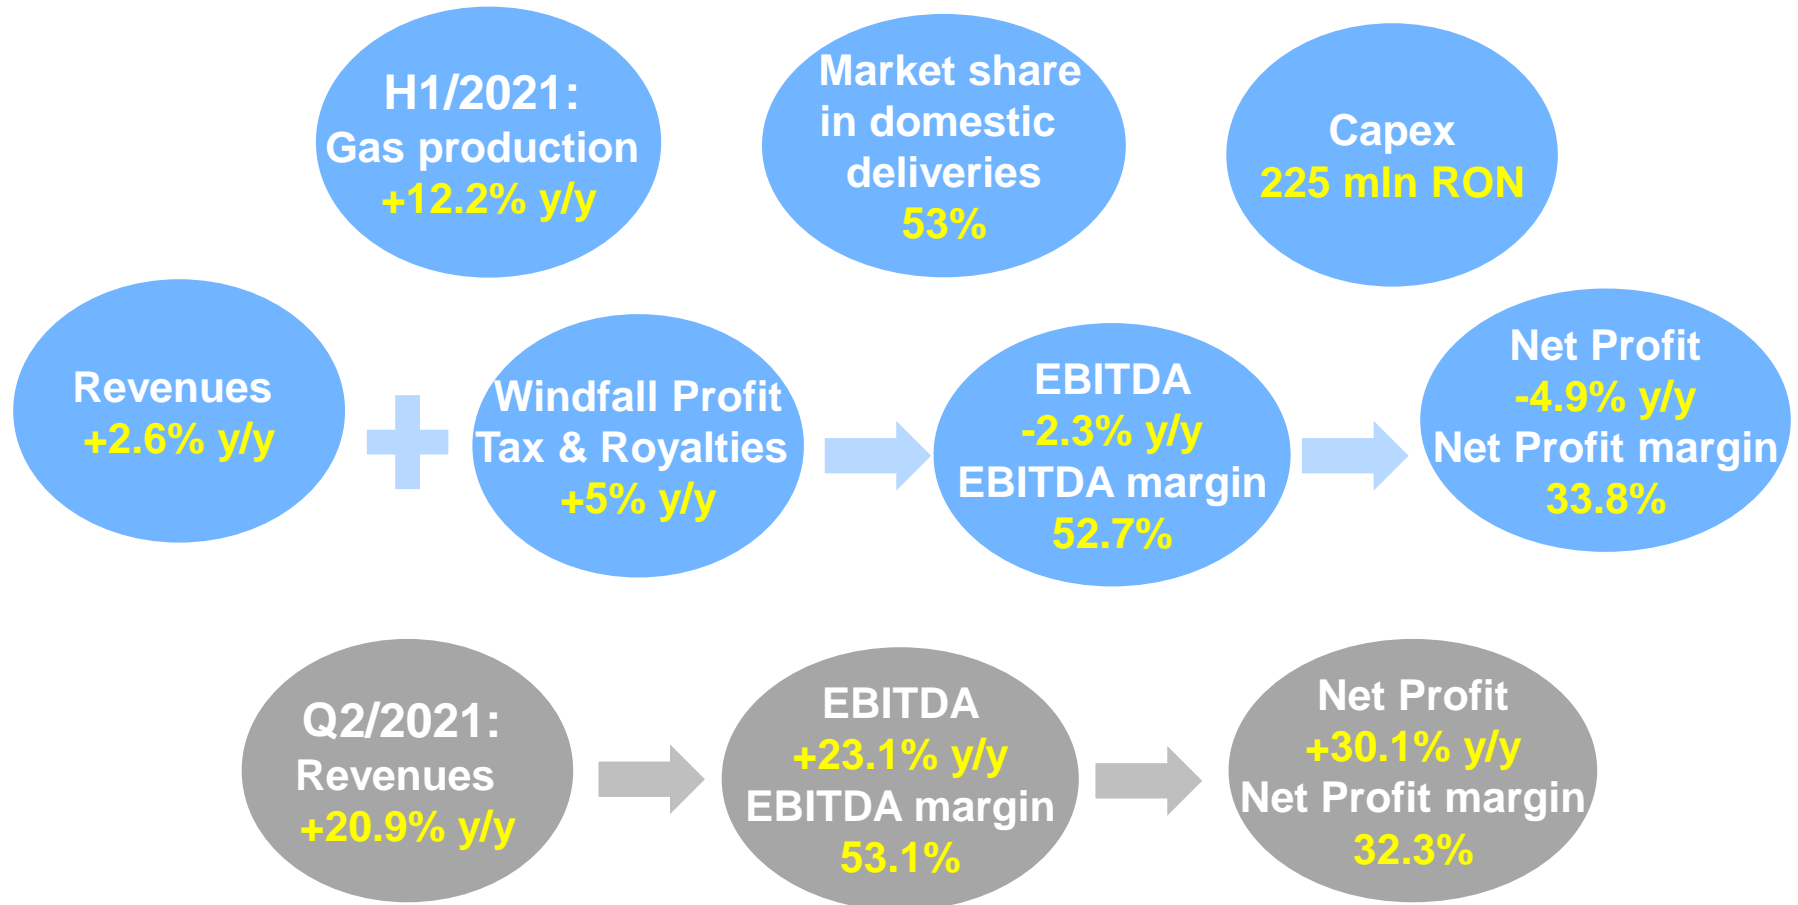 H1/2021:
Gas production
+12.2% y/y
Market share
in domestic
deliveries
53%
Capex
225 mln RON
Revenues
+2.6% y/y
Windfall Profit
Tax & Royalties
+5% y/y
EBITDA
-2.3% y/y
EBITDA margin
52.7%
Net Profit
-4.9% y/y
Net Profit margin
33.8%
Q2/2021:
Revenues
+20.9% y/y
EBITDA
+23.1% y/y
EBITDA margin
53.1%
Net Profit
+30.1% y/y
Net Profit margin
32.3%